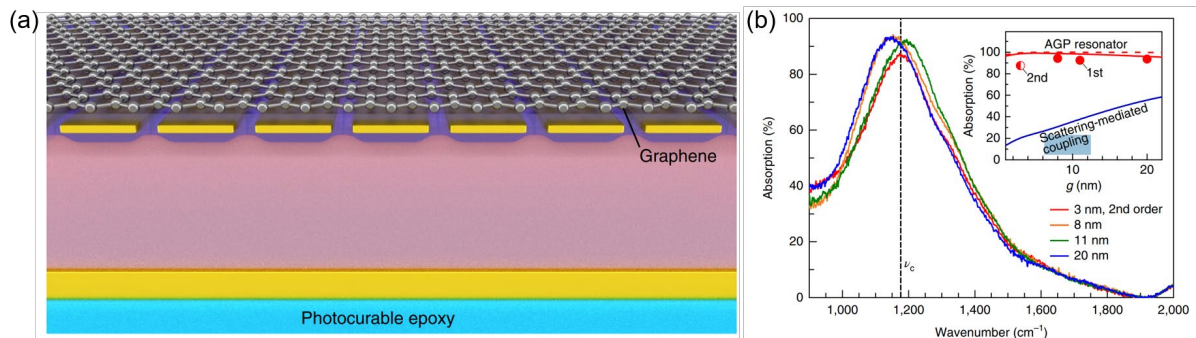 (a)
Graphene
Photocurable epoxy
(b)
Absorption (%)
100
80
60
40
20
0
1,000
1,200
1,400
1,600
1,800
2,000
Wavenumber (cm⁻¹)
νc
3 nm, 2nd order
8 nm
11 nm
20 nm
Absorption (%)
100
80
60
40
20
0
10
20
g (nm)
AGP resonator
2nd
1st
Scattering-mediated
coupling